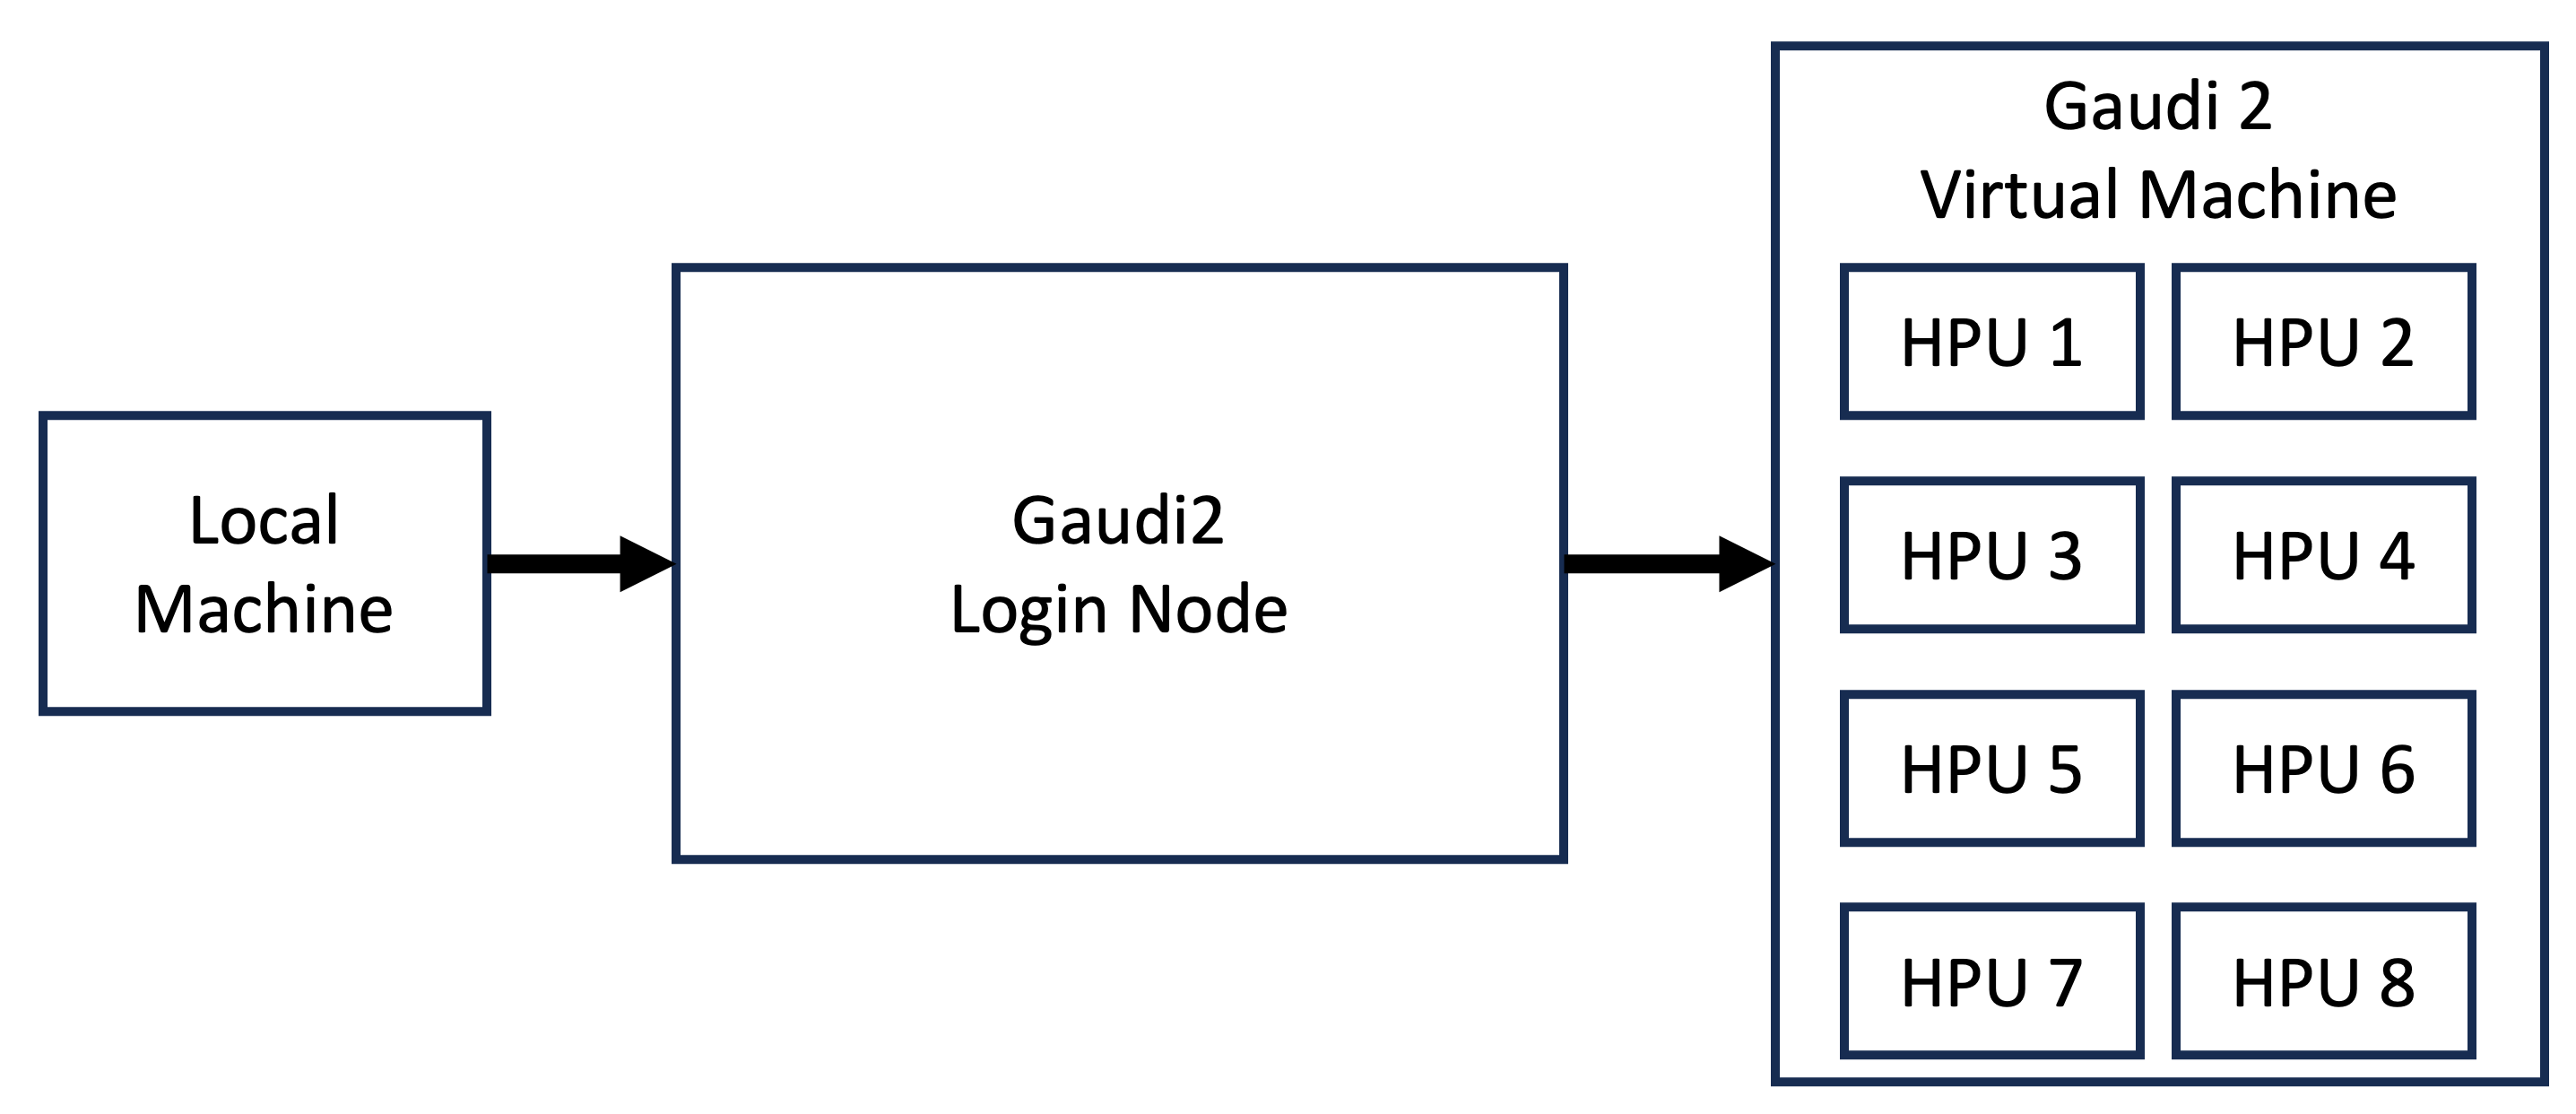 Local
Machine
Gaudi2
Login Node
Gaudi 2
Virtual Machine
HPU 1
HPU 2
HPU 3
HPU 4
HPU 5
HPU 6
HPU 7
HPU 8